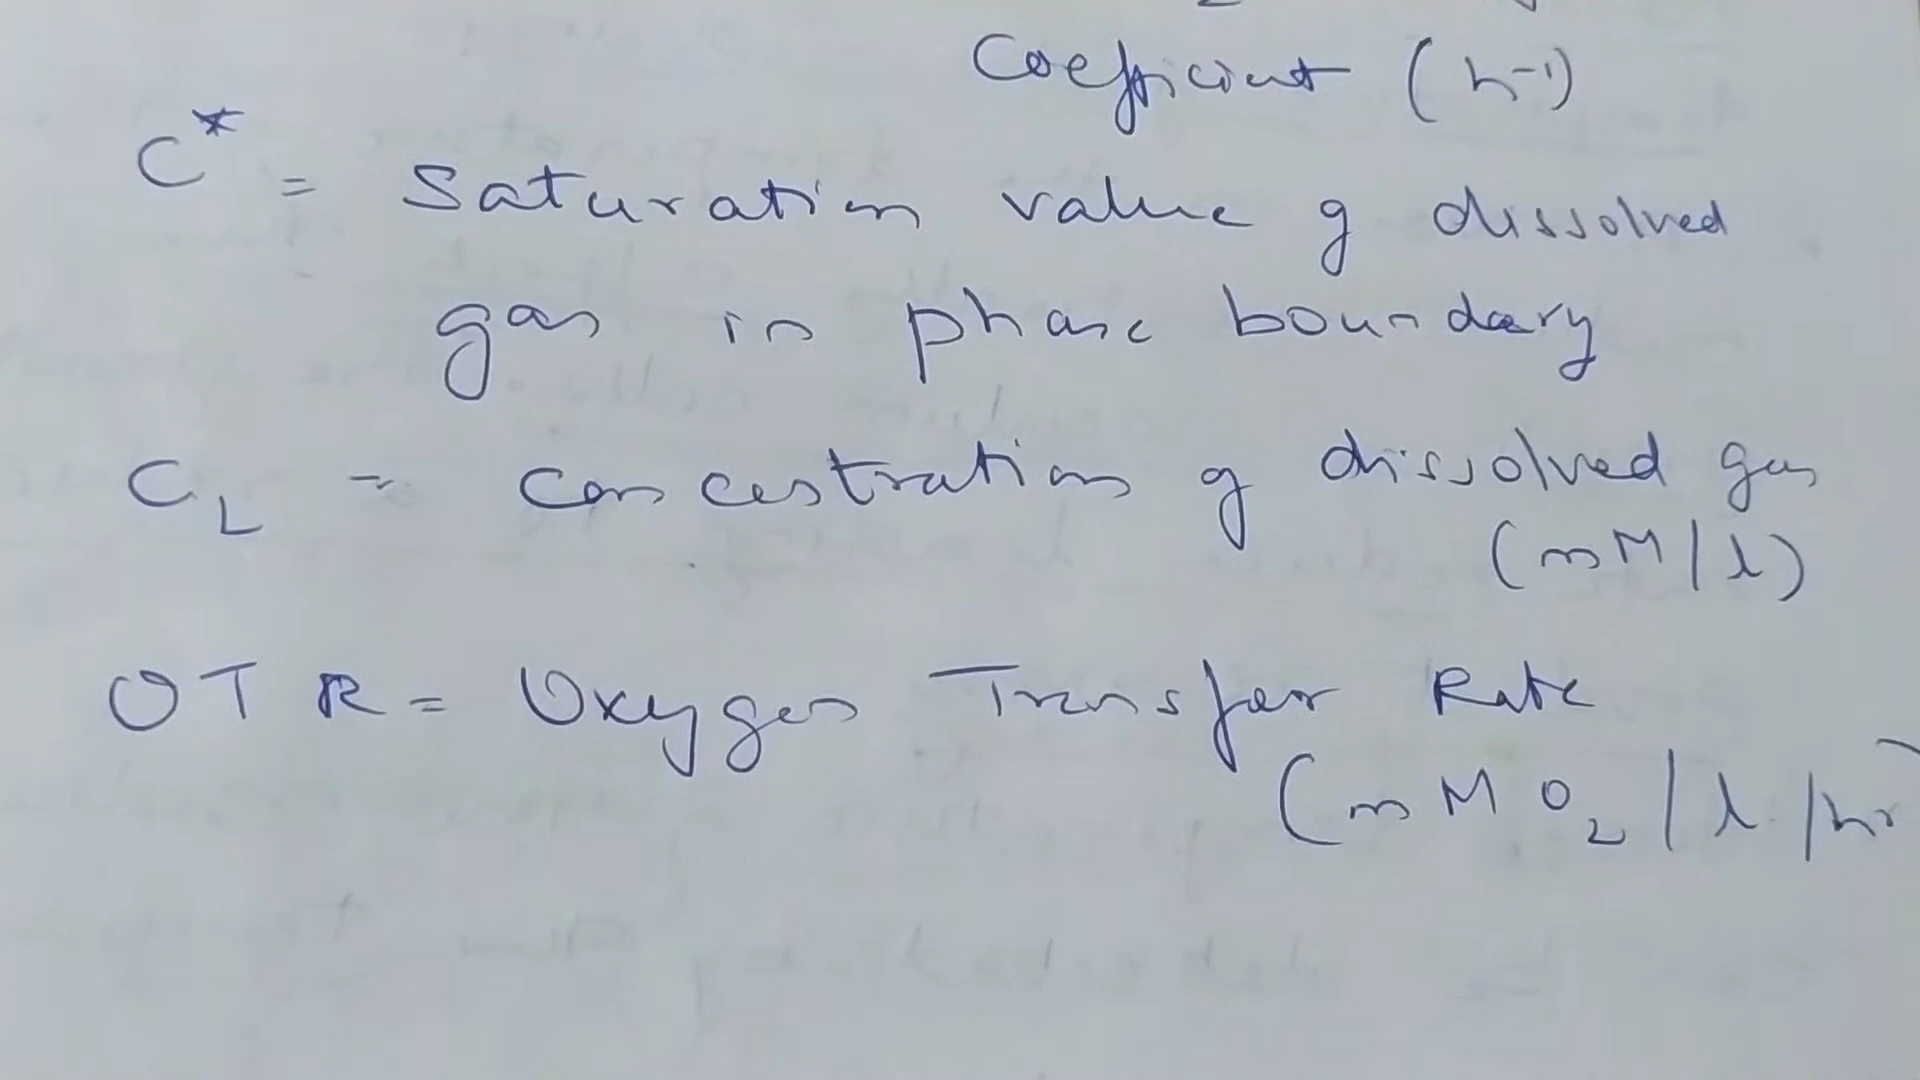 Coefficient (h-1)
C* = Saturation value of dissolved
gas in phase boundary
CL = concentration of dissolved gas
(mM/l)
OTR = Oxygen Transfer Rate
(mM O2/l/hr